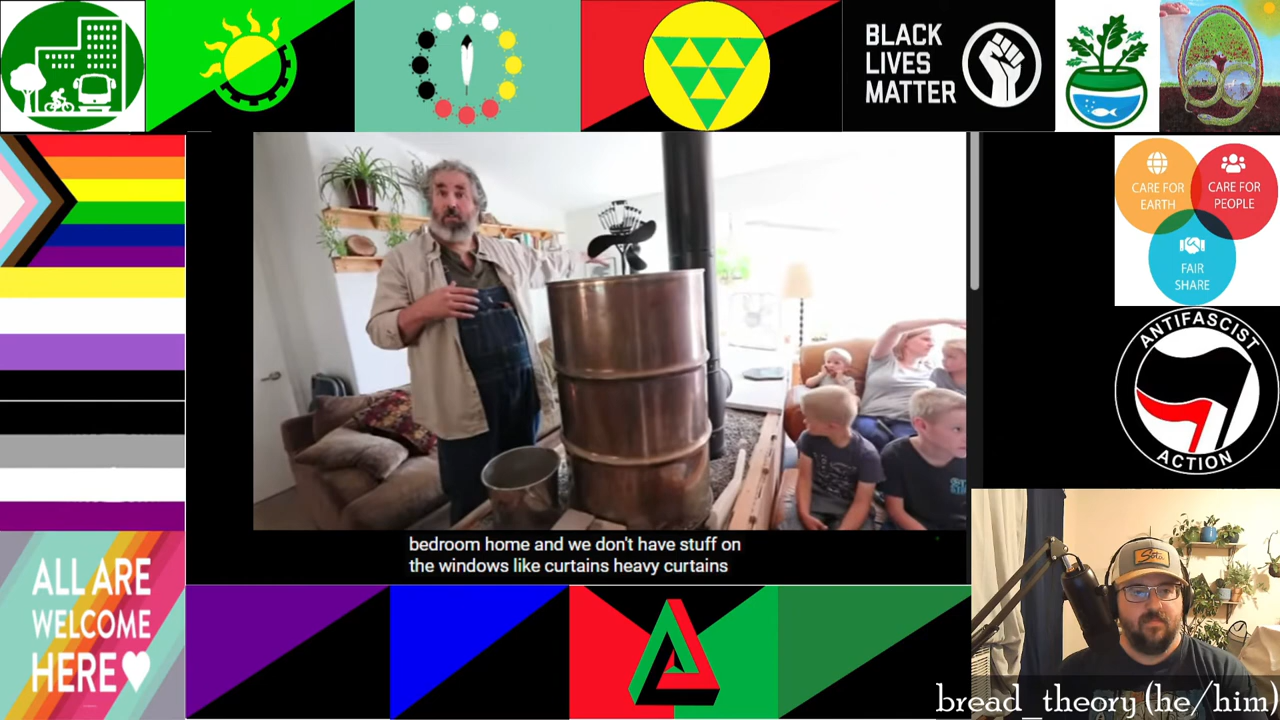 BLACK
LIVES
MATTER
CARE FOR
EARTH
CARE FOR
PEOPLE
FAIR
SHARE
ANTIFASCIST
ACTION
bedroom home and we don't have stuff on
the windows like curtains heavy curtains
ALL ARE
WELCOME
HERE
Sota
bread_theory (he/him)